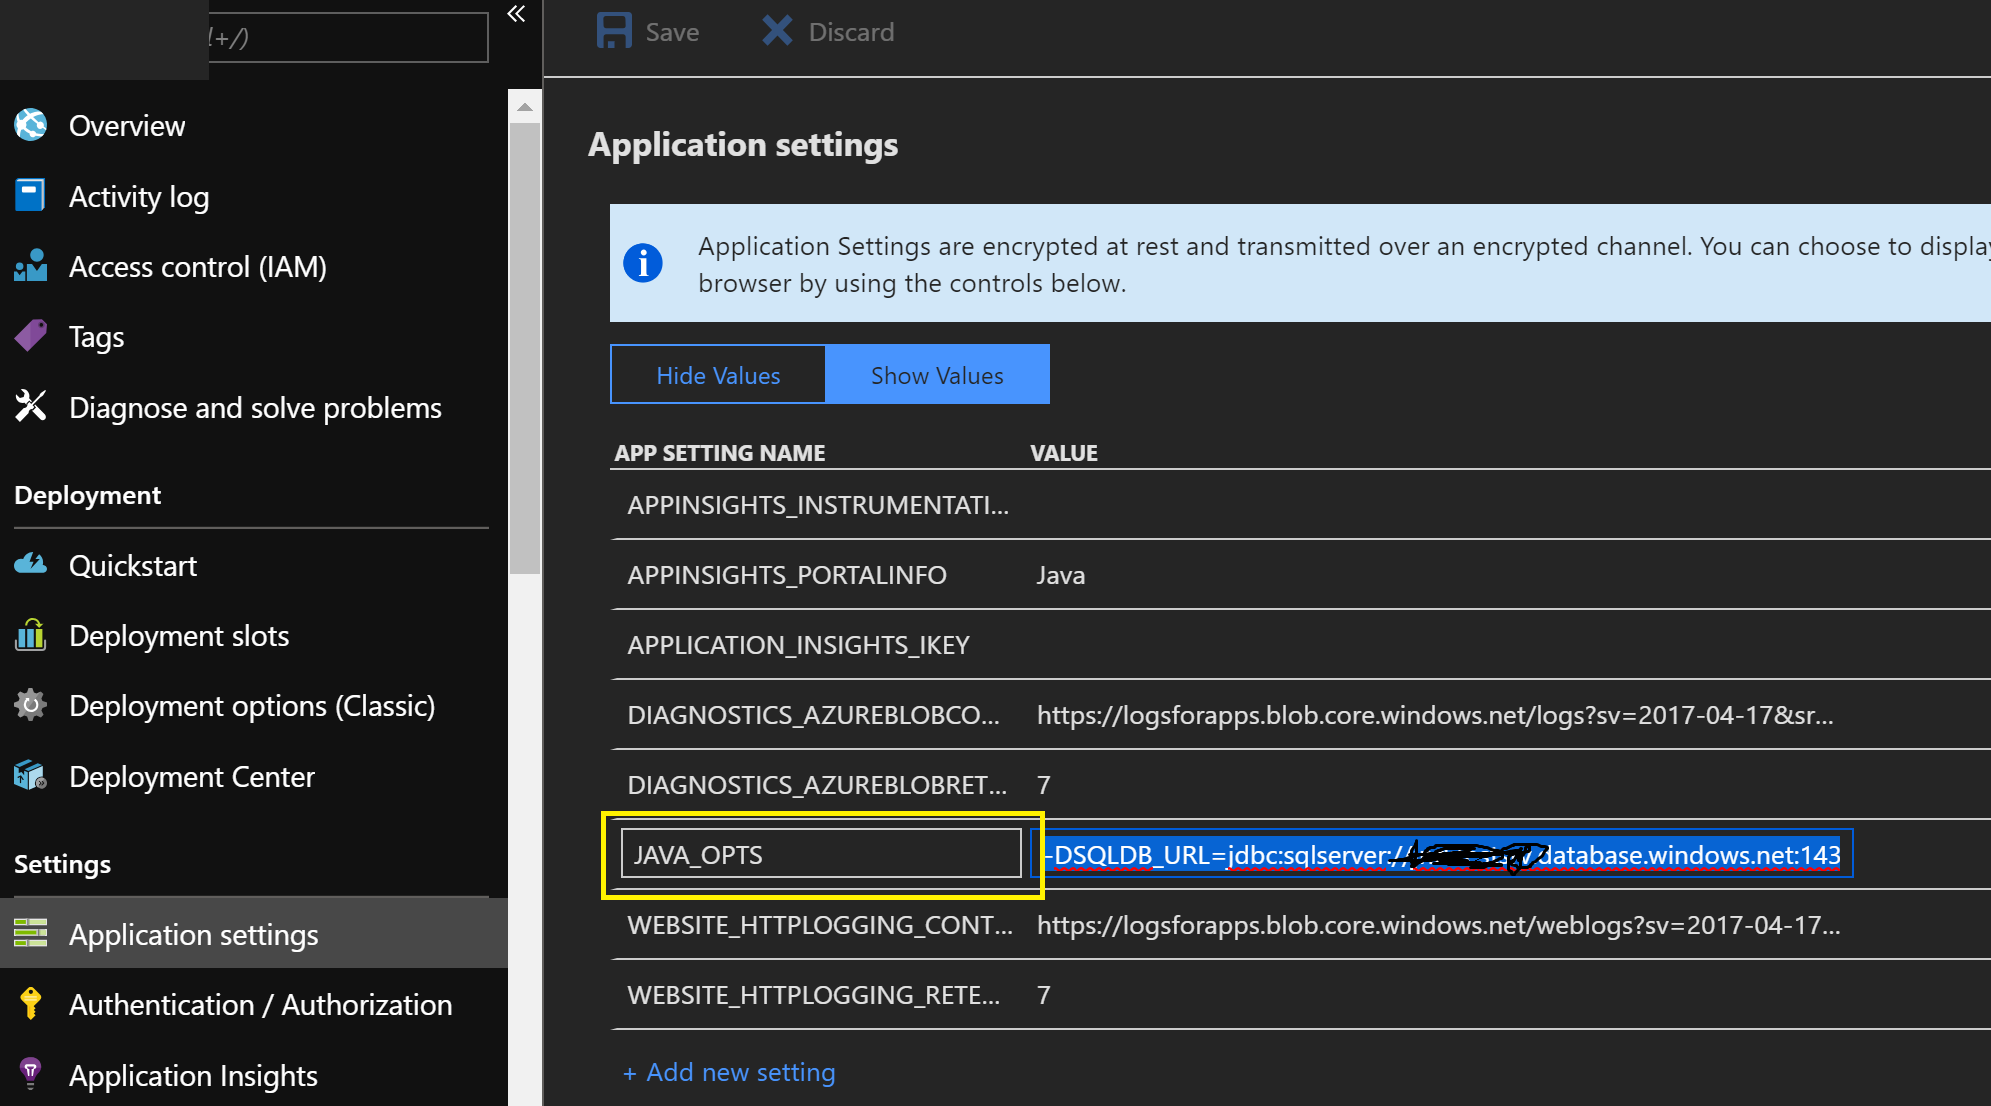 l+/)
Overview
Activity log
Access control (IAM)
Tags
Diagnose and solve problems
Deployment
Quickstart
Deployment slots
Deployment options (Classic)
Deployment Center
Settings
Application settings
Authentication / Authorization
Application Insights
Save Discard
Application settings
Application Settings are encrypted at rest and transmitted over an encrypted channel. You can choose to display
browser by using the controls below.
Hide Values Show Values
APP SETTING NAME VALUE
APPINSIGHTS_INSTRUMENTATI...
APPINSIGHTS_PORTALINFO Java
APPLICATION_INSIGHTS_IKEY
DIAGNOSTICS_AZUREBLOBCO... https://logsforapps.blob.core.windows.net/logs?sv=2017-04-17&sr...
DIAGNOSTICS_AZUREBLOBRET... 7
JAVA_OPTS -DSQLDB_URL=jdbc:sqlserver:// database.windows.net:143
WEBSITE_HTTPLOGGING_CONT... https://logsforapps.blob.core.windows.net/weblogs?sv=2017-04-17...
WEBSITE_HTTPLOGGING_RETE... 7
+ Add new setting